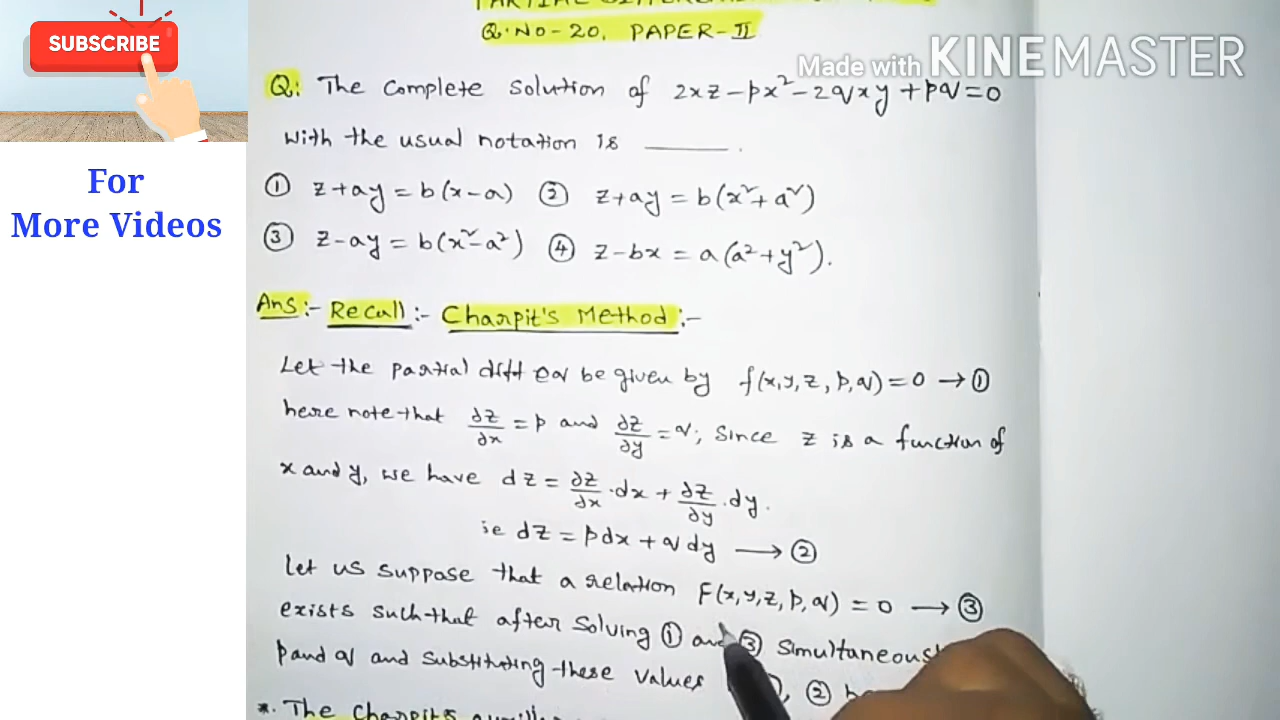 Q.NO-20, PAPER-II
SUBSCRIBE
Made with KINEMASTER
For
More Videos
Q: The complete solution of 2xz - px² - 2qxy + pq = 0
with the usual notation is ______.
① z+ay = b(x-a) ② z+ay = b(x²+a²)
③ z-ay = b(x²-a²) ④ z-bx = a(a²+y²).
Ans:- Recall:- Charpit's Method:-
Let the partial diff Eq be given by f(x,y,z,p,q)=0 → ①
here note that ∂z/∂x = p and ∂z/∂y = q; since z is a function of
x and y, we have dz = ∂z/∂x · dx + ∂z/∂y · dy.
ie dz = pdx + qdy → ②
Let us suppose that a relation F(x,y,z,p,q) = 0 → ③
exists such that after solving ① and ③
p and q and substituting these values ②
*. The Charpit's